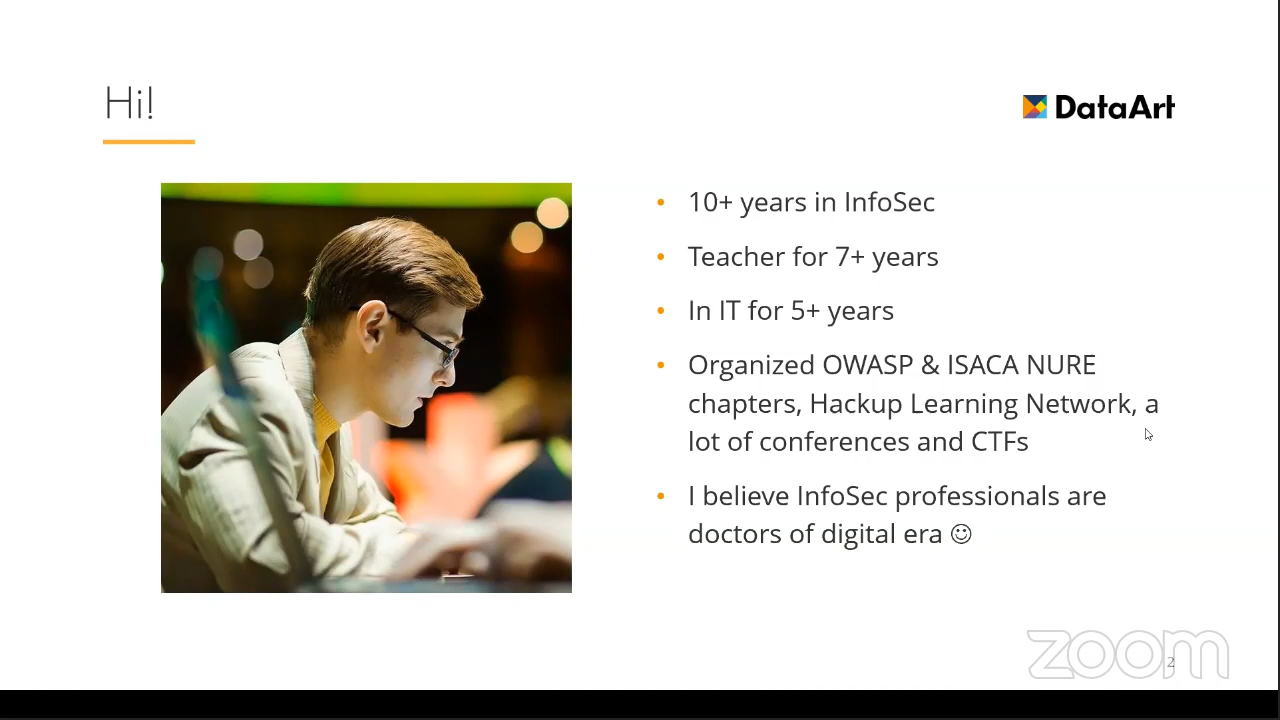 Hi!
DataArt
10+ years in InfoSec
Teacher for 7+ years
In IT for 5+ years
Organized OWASP & ISACA NURE
chapters, Hackup Learning Network, a
lot of conferences and CTFs
I believe InfoSec professionals are
doctors of digital era ☺
zoom
2